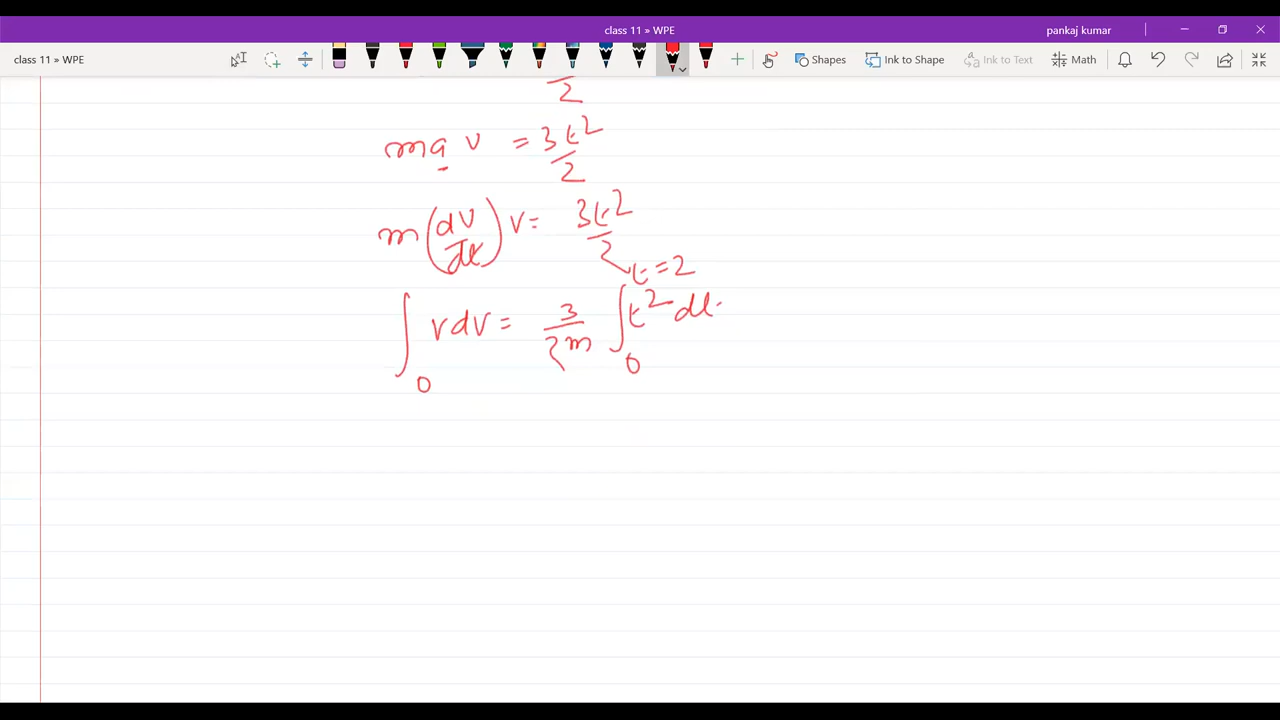 class 11 » WPE
pankaj kumar
class 11 » WPE
Shapes
Ink to Shape
Ink to Text
Math
2
m a v = 3t²/2
m (dv/dt) v = 3t²/2
t = 2
∫ v dv = 3/2m ∫ t² dt
0 0